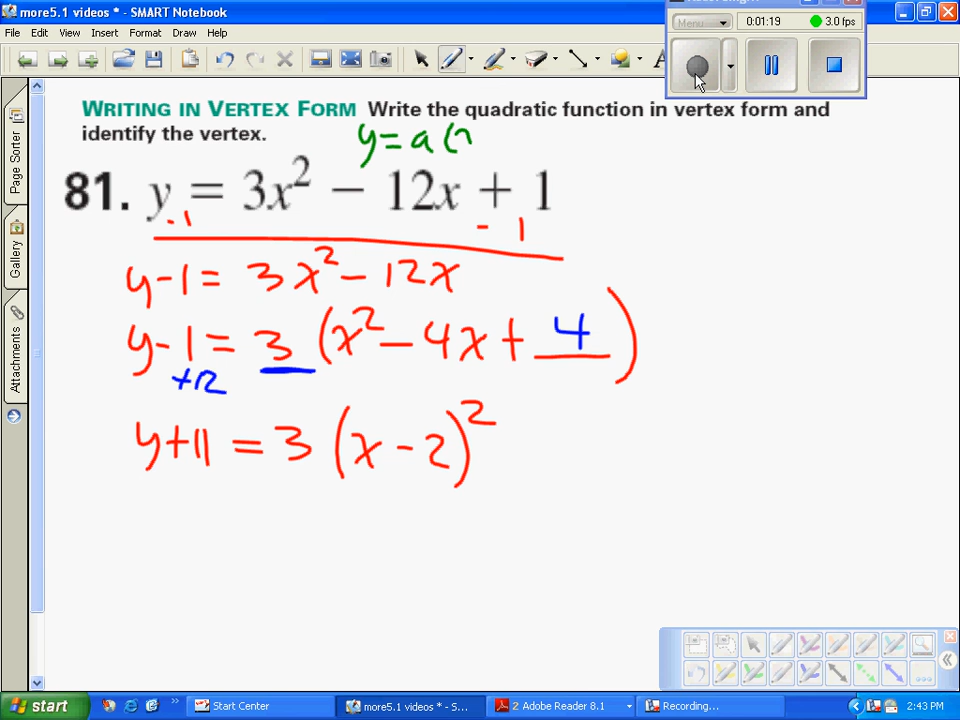 more5.1 videos * - SMART Notebook
File Edit View Insert Format Draw Help
Menu 0:01:19 3.0 fps
Page Sorter
Gallery
Attachments
WRITING IN VERTEX FORM Write the quadratic function in vertex form and
identify the vertex.
y = a (
81. y = 3x² − 12x + 1
-1 - 1
y-1 = 3x² - 12x
y-1 = 3 (x² - 4x + 4)
+12
y+11 = 3 (x-2)²
start Start Center more5.1 videos * - S... 2 Adobe Reader 8.1 Recording... 2:43 PM